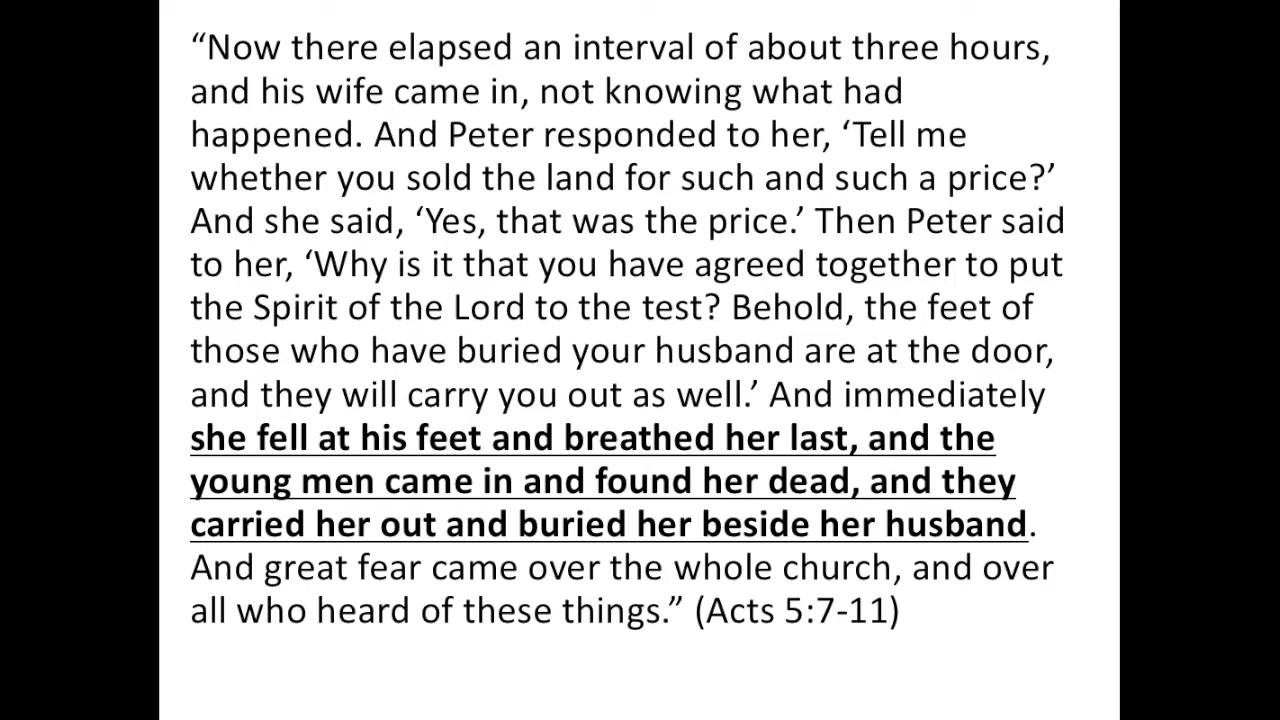 “Now there elapsed an interval of about three hours,
and his wife came in, not knowing what had
happened. And Peter responded to her, ‘Tell me
whether you sold the land for such and such a price?’
And she said, ‘Yes, that was the price.’ Then Peter said
to her, ‘Why is it that you have agreed together to put
the Spirit of the Lord to the test? Behold, the feet of
those who have buried your husband are at the door,
and they will carry you out as well.’ And immediately
she fell at his feet and breathed her last, and the
young men came in and found her dead, and they
carried her out and buried her beside her husband.
And great fear came over the whole church, and over
all who heard of these things.” (Acts 5:7-11)